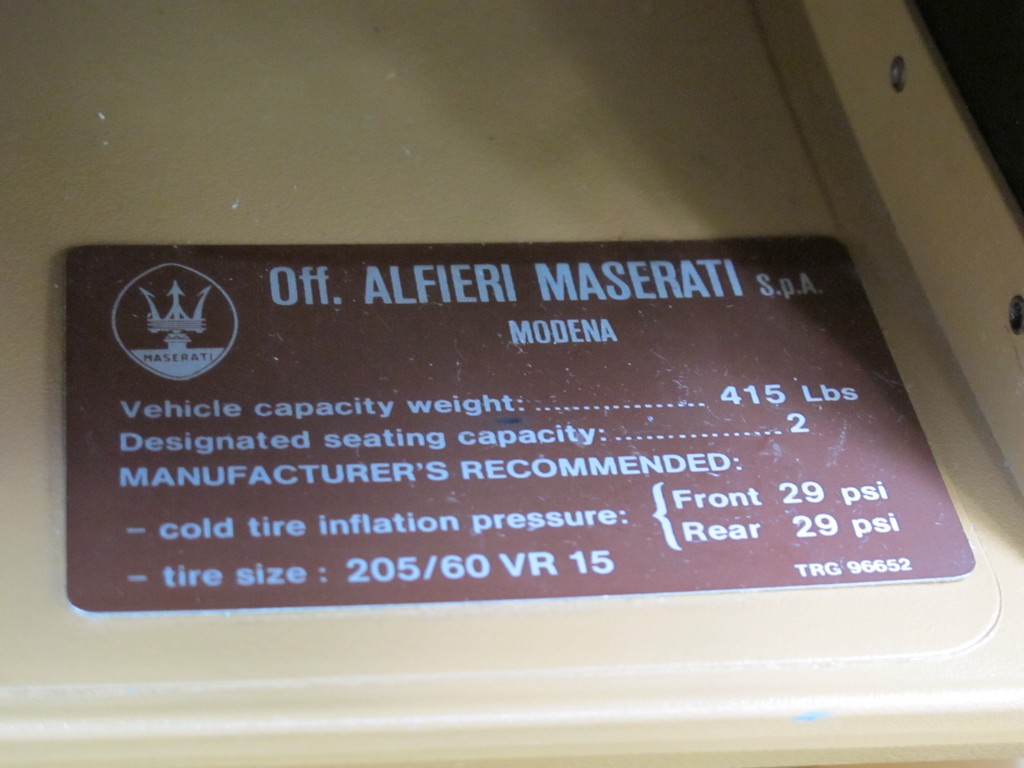 MASERATI
Off. ALFIERI MASERATI S.p.A.
MODENA
Vehicle capacity weight: .................. 415 Lbs
Designated seating capacity:................. 2
MANUFACTURER'S RECOMMENDED:
– cold tire inflation pressure: { Front 29 psi
Rear 29 psi
– tire size : 205/60 VR 15
TRG 96652